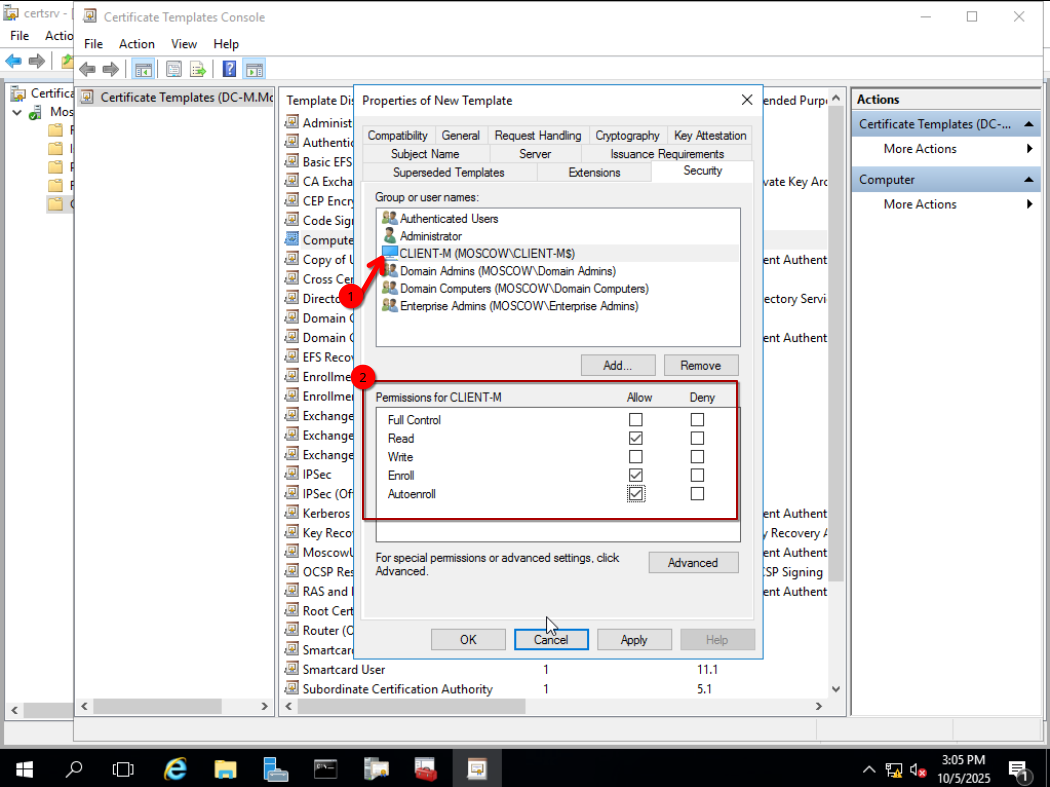 certsrv - [
Certificate Templates Console
File Actio
File Action View Help
Certifica
Mos
Certificate Templates (DC-M.Mc
Template Dis
ended Purp
Administ
Authentic
Basic EFS
CA Excha
vate Key Arc
CEP Encry
Code Sig
Compute
Copy of U
ent Authent
Cross Cer
Directo
ectory Servi
Domain C
Domain C
ent Authent
EFS Recov
Enrollme
Enrollmer
Exchange
Exchange
Exchange
IPSec
IPSec (Of
Kerberos
ent Authent
Key Recov
y Recovery A
MoscowU
ent Authent
OCSP Res
CSP Signing
RAS and I
ent Authent
Root Cert
Router (O
Smartcard
Smartcard User 1 11.1
Subordinate Certification Authority 1 5.1
Properties of New Template
Compatibility General Request Handling Cryptography Key Attestation
Subject Name Server Issuance Requirements
Superseded Templates Extensions Security
Group or user names:
Authenticated Users
Administrator
CLIENT-M (MOSCOW\CLIENT-M$)
Domain Admins (MOSCOW\Domain Admins)
Domain Computers (MOSCOW\Domain Computers)
Enterprise Admins (MOSCOW\Enterprise Admins)
1
Add... Remove
2
Permissions for CLIENT-M Allow Deny
Full Control
Read
Write
Enroll
Autoenroll
For special permissions or advanced settings, click
Advanced.
Advanced
OK Cancel Apply Help
Actions
Certificate Templates (DC-...
More Actions
Computer
More Actions
3:05 PM
10/5/2025
1